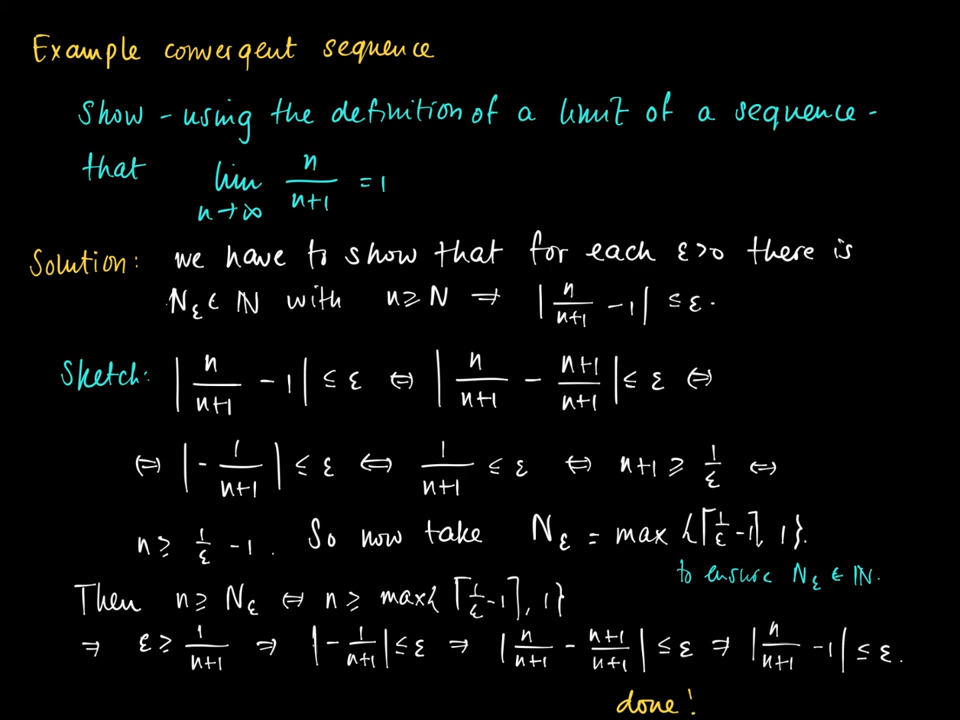 Example convergent sequence
Show - using the definition of a limit of a sequence -
that lim_{n→∞} n/(n+1) = 1
Solution: we have to show that for each ε>0 there is
N_ε ∈ ℕ with n ≥ N ⇒ |n/(n+1) - 1| ≤ ε.
Sketch: |n/(n+1) - 1| ≤ ε ⇔ |n/(n+1) - (n+1)/(n+1)| ≤ ε ⇔
⇔ |- 1/(n+1)| ≤ ε ⇔ 1/(n+1) ≤ ε ⇔ n+1 ≥ 1/ε ⇔
n ≥ 1/ε - 1. So now take N_ε = max {⌈1/ε - 1⌉, 1}.
to ensure N_ε ∈ ℕ.
Then n ≥ N_ε ⇔ n ≥ max{⌈1/ε - 1⌉, 1}
⇒ ε ≥ 1/(n+1) ⇒ |- 1/(n+1)| ≤ ε ⇒ |n/(n+1) - (n+1)/(n+1)| ≤ ε ⇒ |n/(n+1) - 1| ≤ ε.
done!